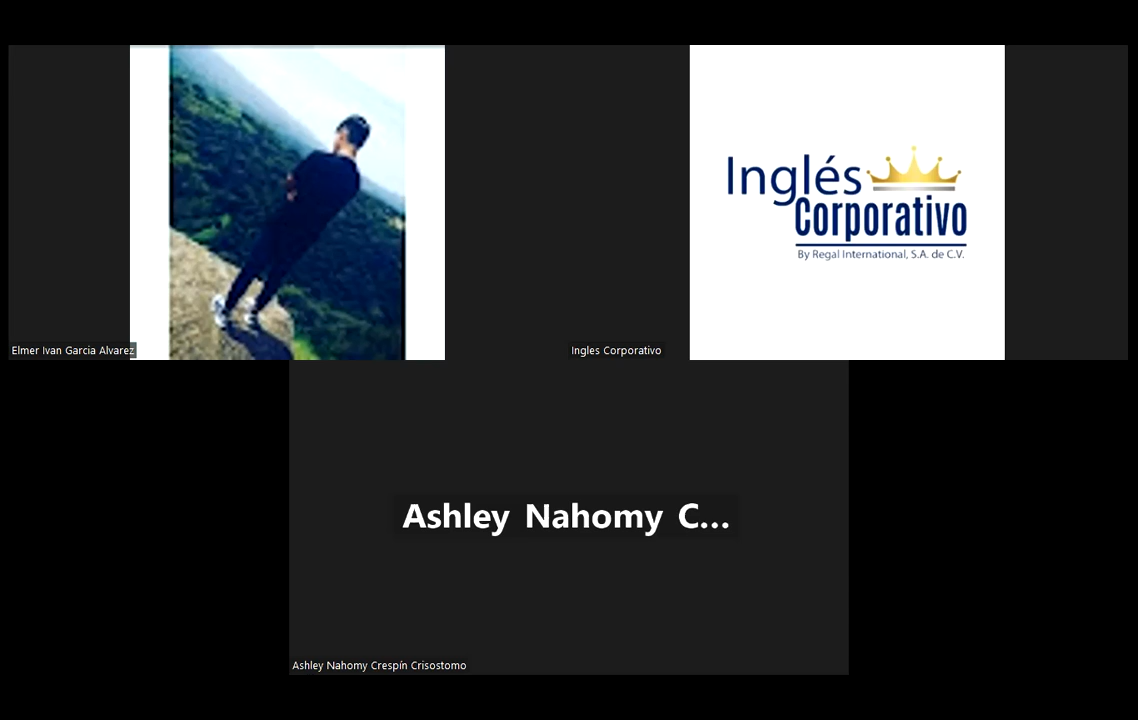 Inglés
Corporativo
By Regal International, S.A. de C.V.
Elmer Ivan Garcia Alvarez
Ingles Corporativo
Ashley Nahomy C...
Ashley Nahomy Crespín Crisostomo